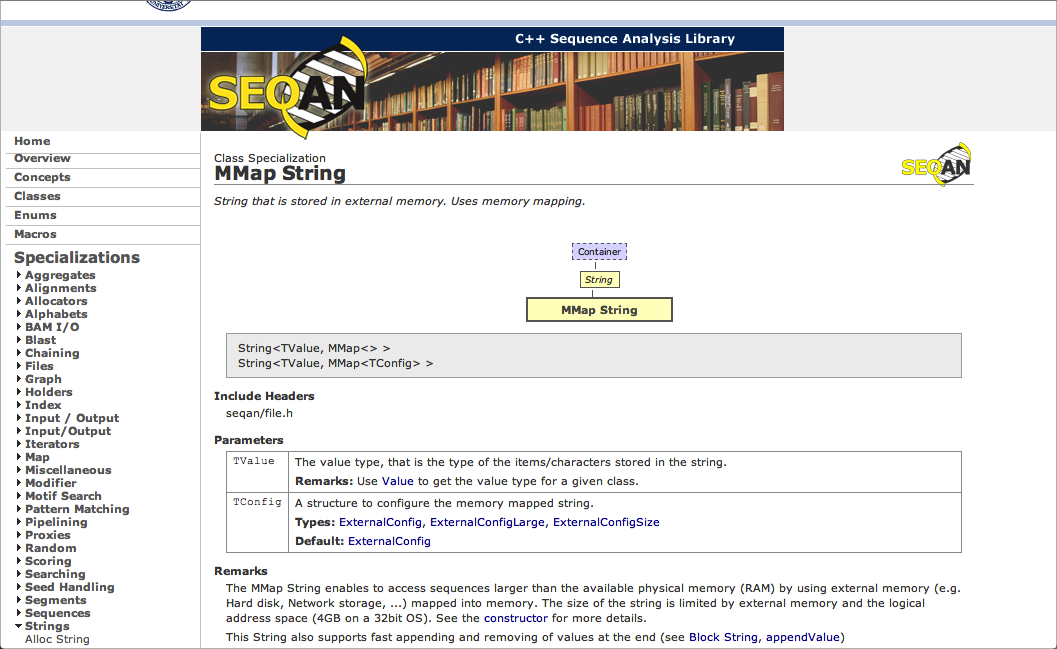 UNIVERSITÄT
C++ Sequence Analysis Library
SEQAN
Home
Overview
Concepts
Classes
Enums
Macros
Specializations
Aggregates
Alignments
Allocators
Alphabets
BAM I/O
Blast
Chaining
Files
Graph
Holders
Index
Input / Output
Input/Output
Iterators
Map
Miscellaneous
Modifier
Motif Search
Pattern Matching
Pipelining
Proxies
Random
Scoring
Searching
Seed Handling
Segments
Sequences
Strings
Alloc String
Class Specialization
MMap String
SEQAN
String that is stored in external memory. Uses memory mapping.
Container
String
MMap String
String<TValue, MMap<> >
String<TValue, MMap<TConfig> >
Include Headers
seqan/file.h
Parameters
TValue The value type, that is the type of the items/characters stored in the string.
Remarks: Use Value to get the value type for a given class.
TConfig A structure to configure the memory mapped string.
Types: ExternalConfig, ExternalConfigLarge, ExternalConfigSize
Default: ExternalConfig
Remarks
The MMap String enables to access sequences larger than the available physical memory (RAM) by using external memory (e.g.
Hard disk, Network storage, ...) mapped into memory. The size of the string is limited by external memory and the logical
address space (4GB on a 32bit OS). See the constructor for more details.
This String also supports fast appending and removing of values at the end (see Block String, appendValue)